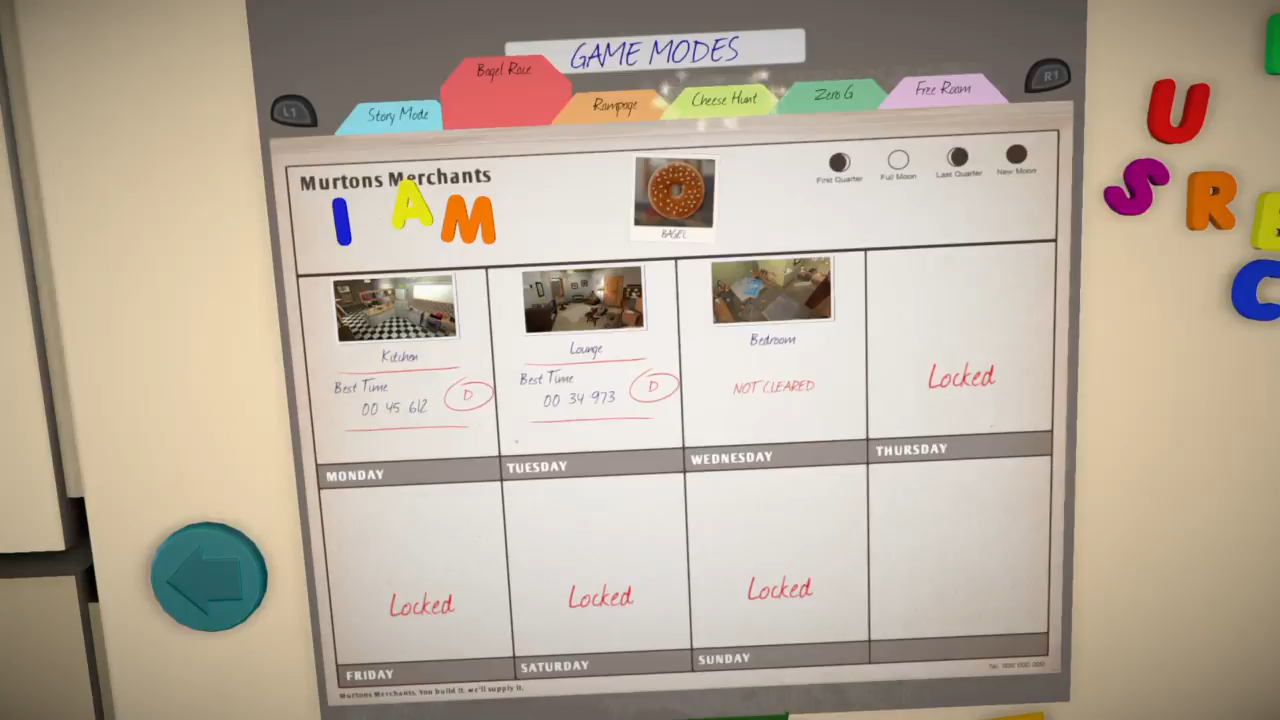 GAME MODES
L1
Story Mode
Bagel Race
Rampage
Cheese Hunt
Zero G
Free Roam
R1
Murtons Merchants
I AM
BAGEL
First Quarter
Full Moon
Last Quarter
New Moon
U
S R
C
Kitchen
Best Time
00 45 612
D
Lounge
Best Time
00 34 973
D
Bedroom
NOT CLEARED
Locked
MONDAY
TUESDAY
WEDNESDAY
THURSDAY
Locked
Locked
Locked
FRIDAY
SATURDAY
SUNDAY
Murtons Merchants. You build it, we'll supply it.